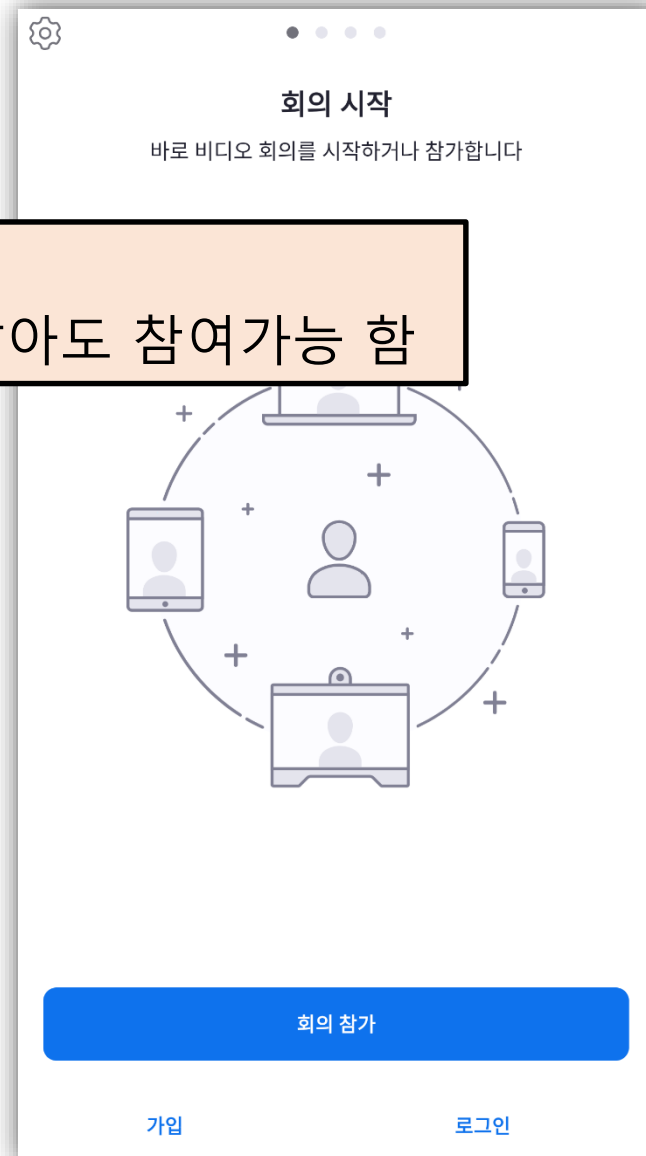 회의 시작
바로 비디오 회의를 시작하거나 참가합니다
아도 참여가능 함
회의 참가
가입
로그인